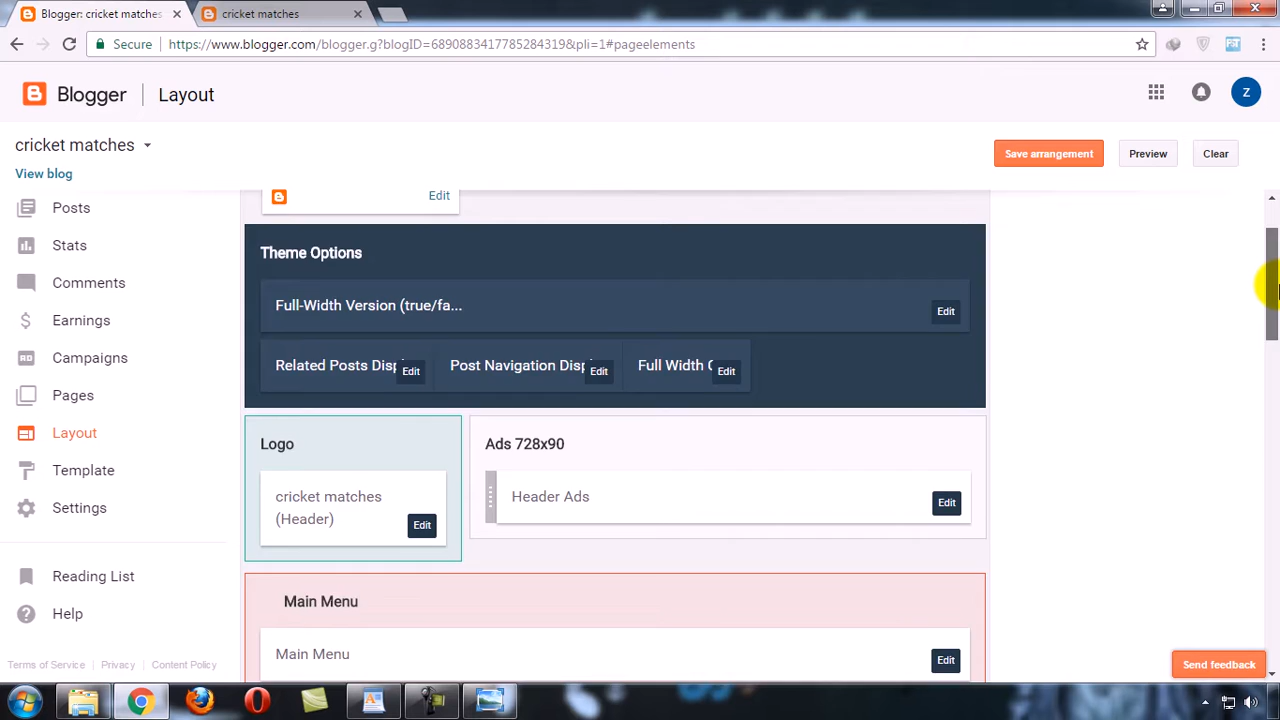 Blogger: cricket matches
cricket matches
Secure
https://www.blogger.com/blogger.g?blogID=6890883417785281319&pli=1#pageelements
Blogger
Layout
z
cricket matches
Save arrangement
Preview
Clear
View blog
Edit
Posts
Stats
Comments
Earnings
Campaigns
Pages
Layout
Template
Settings
Reading List
Help
Terms of Service
Privacy
Content Policy
Theme Options
Full-Width Version (true/fa...
Edit
Related Posts Disp
Edit
Post Navigation Disp
Edit
Full Width
Edit
Logo
cricket matches
(Header)
Edit
Ads 728x90
Header Ads
Edit
Main Menu
Main Menu
Edit
Send feedback